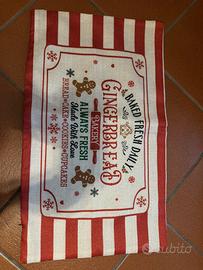 BAKED FRESH DAILY
GINGERBREAD
BAKERY
ALWAYS FRESH
Made With Love
BREAD•CAKE•COOKIES•CUPCAKES
subito